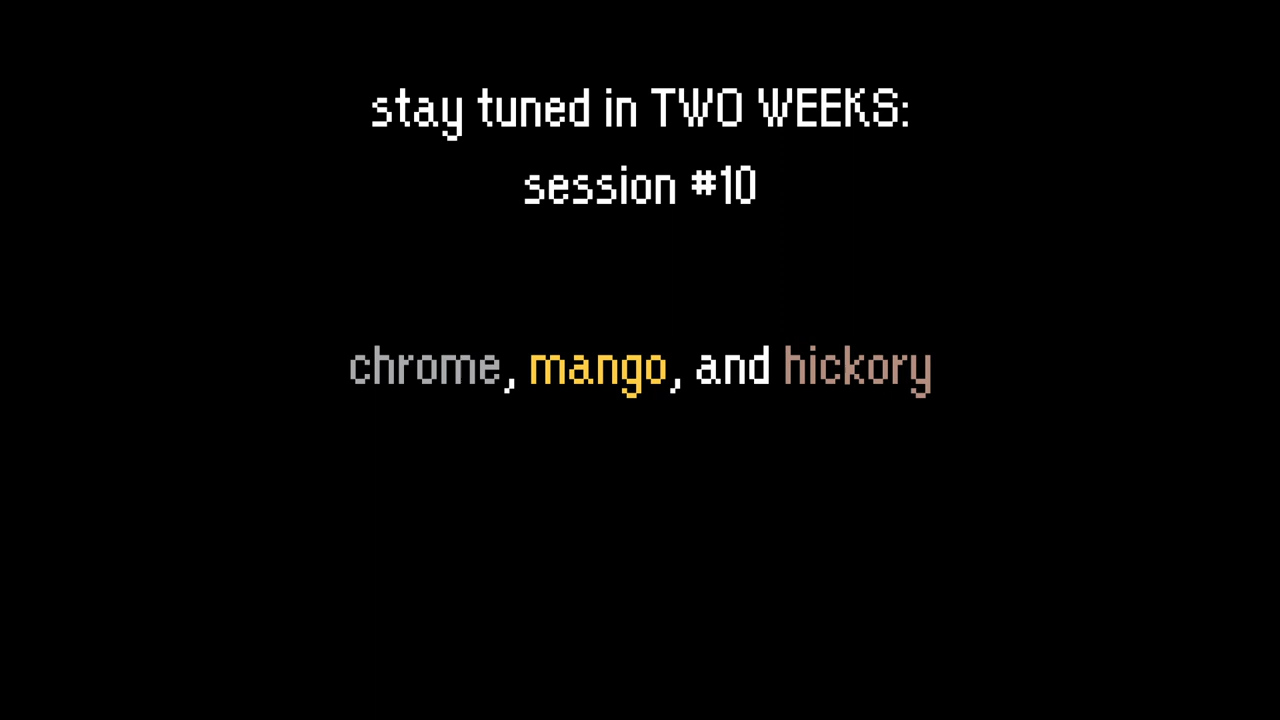 stay tuned in TWO WEEKS:
session #10
chrome, mango, and hickory